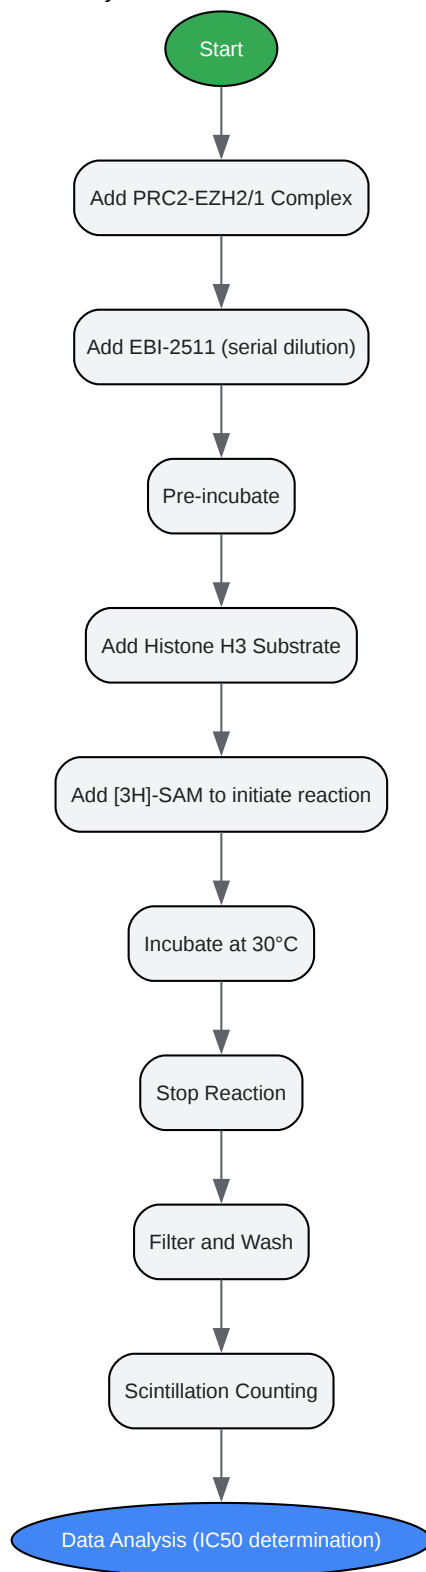 Start
Add PRC2-EZH2/1 Complex
Add EBI-2511 (serial dilution)
Pre-incubate
Add Histone H3 Substrate
Add [3H]-SAM to initiate reaction
Incubate at 30°C
Stop Reaction
Filter and Wash
Scintillation Counting
Data Analysis (IC50 determination)